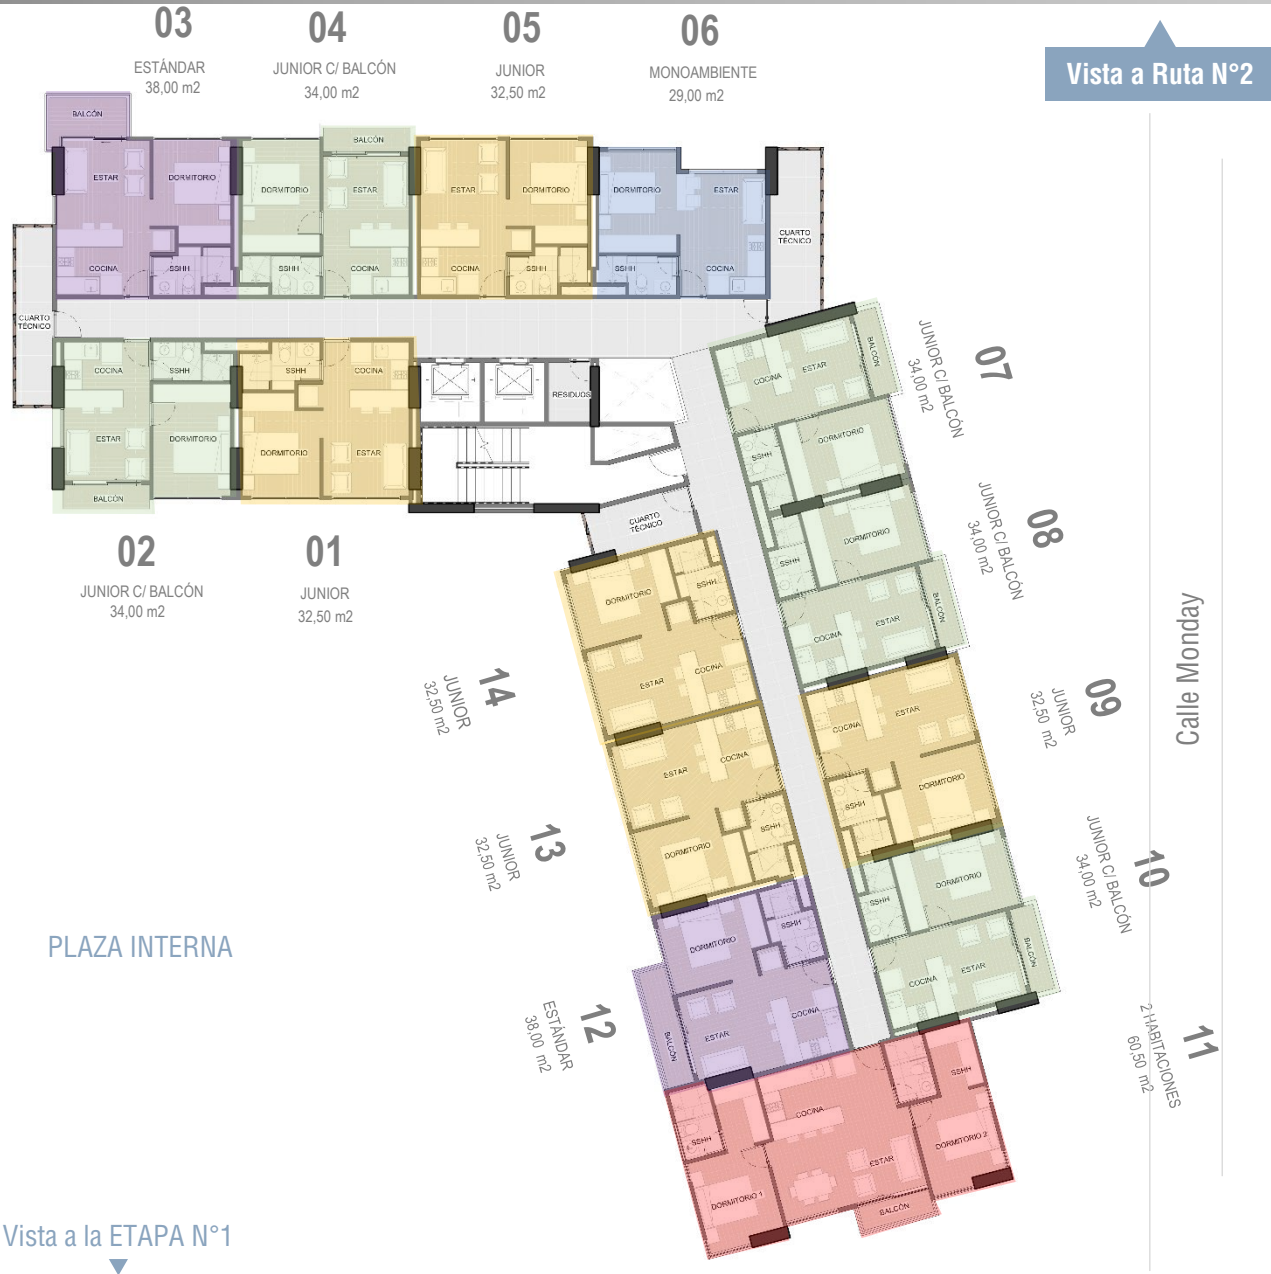 03
ESTÁNDAR
38,00 m2
04
JUNIOR C/ BALCÓN
34,00 m2
05
JUNIOR
32,50 m2
06
MONOAMBIENTE
29,00 m2
Vista a Ruta N°2
BALCÓN
ESTAR
DORMITORIO
COCINA
SSHH
BALCÓN
DORMITORIO
ESTAR
SSHH
COCINA
ESTAR
DORMITORIO
COCINA
SSHH
DORMITORIO
ESTAR
SSHH
COCINA
CUARTO
TÉCNICO
CUARTO
TÉCNICO
COCINA
SSHH
ESTAR
DORMITORIO
BALCÓN
SSHH
COCINA
DORMITORIO
ESTAR
RESIDUOS
CUARTO
TÉCNICO
02
JUNIOR C/ BALCÓN
34,00 m2
01
JUNIOR
32,50 m2
COCINA
ESTAR
BALCÓN
SSHH
DORMITORIO
07
JUNIOR C/ BALCÓN
34,00 m2
DORMITORIO
SSHH
COCINA
ESTAR
BALCÓN
08
JUNIOR C/ BALCÓN
34,00 m2
Calle Monday
DORMITORIO
SSHH
ESTAR
COCINA
14
JUNIOR
32,50 m2
COCINA
ESTAR
SSHH
DORMITORIO
09
JUNIOR
32,50 m2
ESTAR
COCINA
SSHH
DORMITORIO
13
JUNIOR
32,50 m2
DORMITORIO
SSHH
COCINA
ESTAR
BALCÓN
10
JUNIOR C/ BALCÓN
34,00 m2
PLAZA INTERNA
DORMITORIO
SSHH
COCINA
ESTAR
BALCÓN
12
ESTÁNDAR
38,00 m2
11
2 HABITACIONES
60,50 m2
SSHH
COCINA
SSHH
DORMITORIO 1
ESTAR
DORMITORIO 2
BALCÓN
Vista a la ETAPA N°1